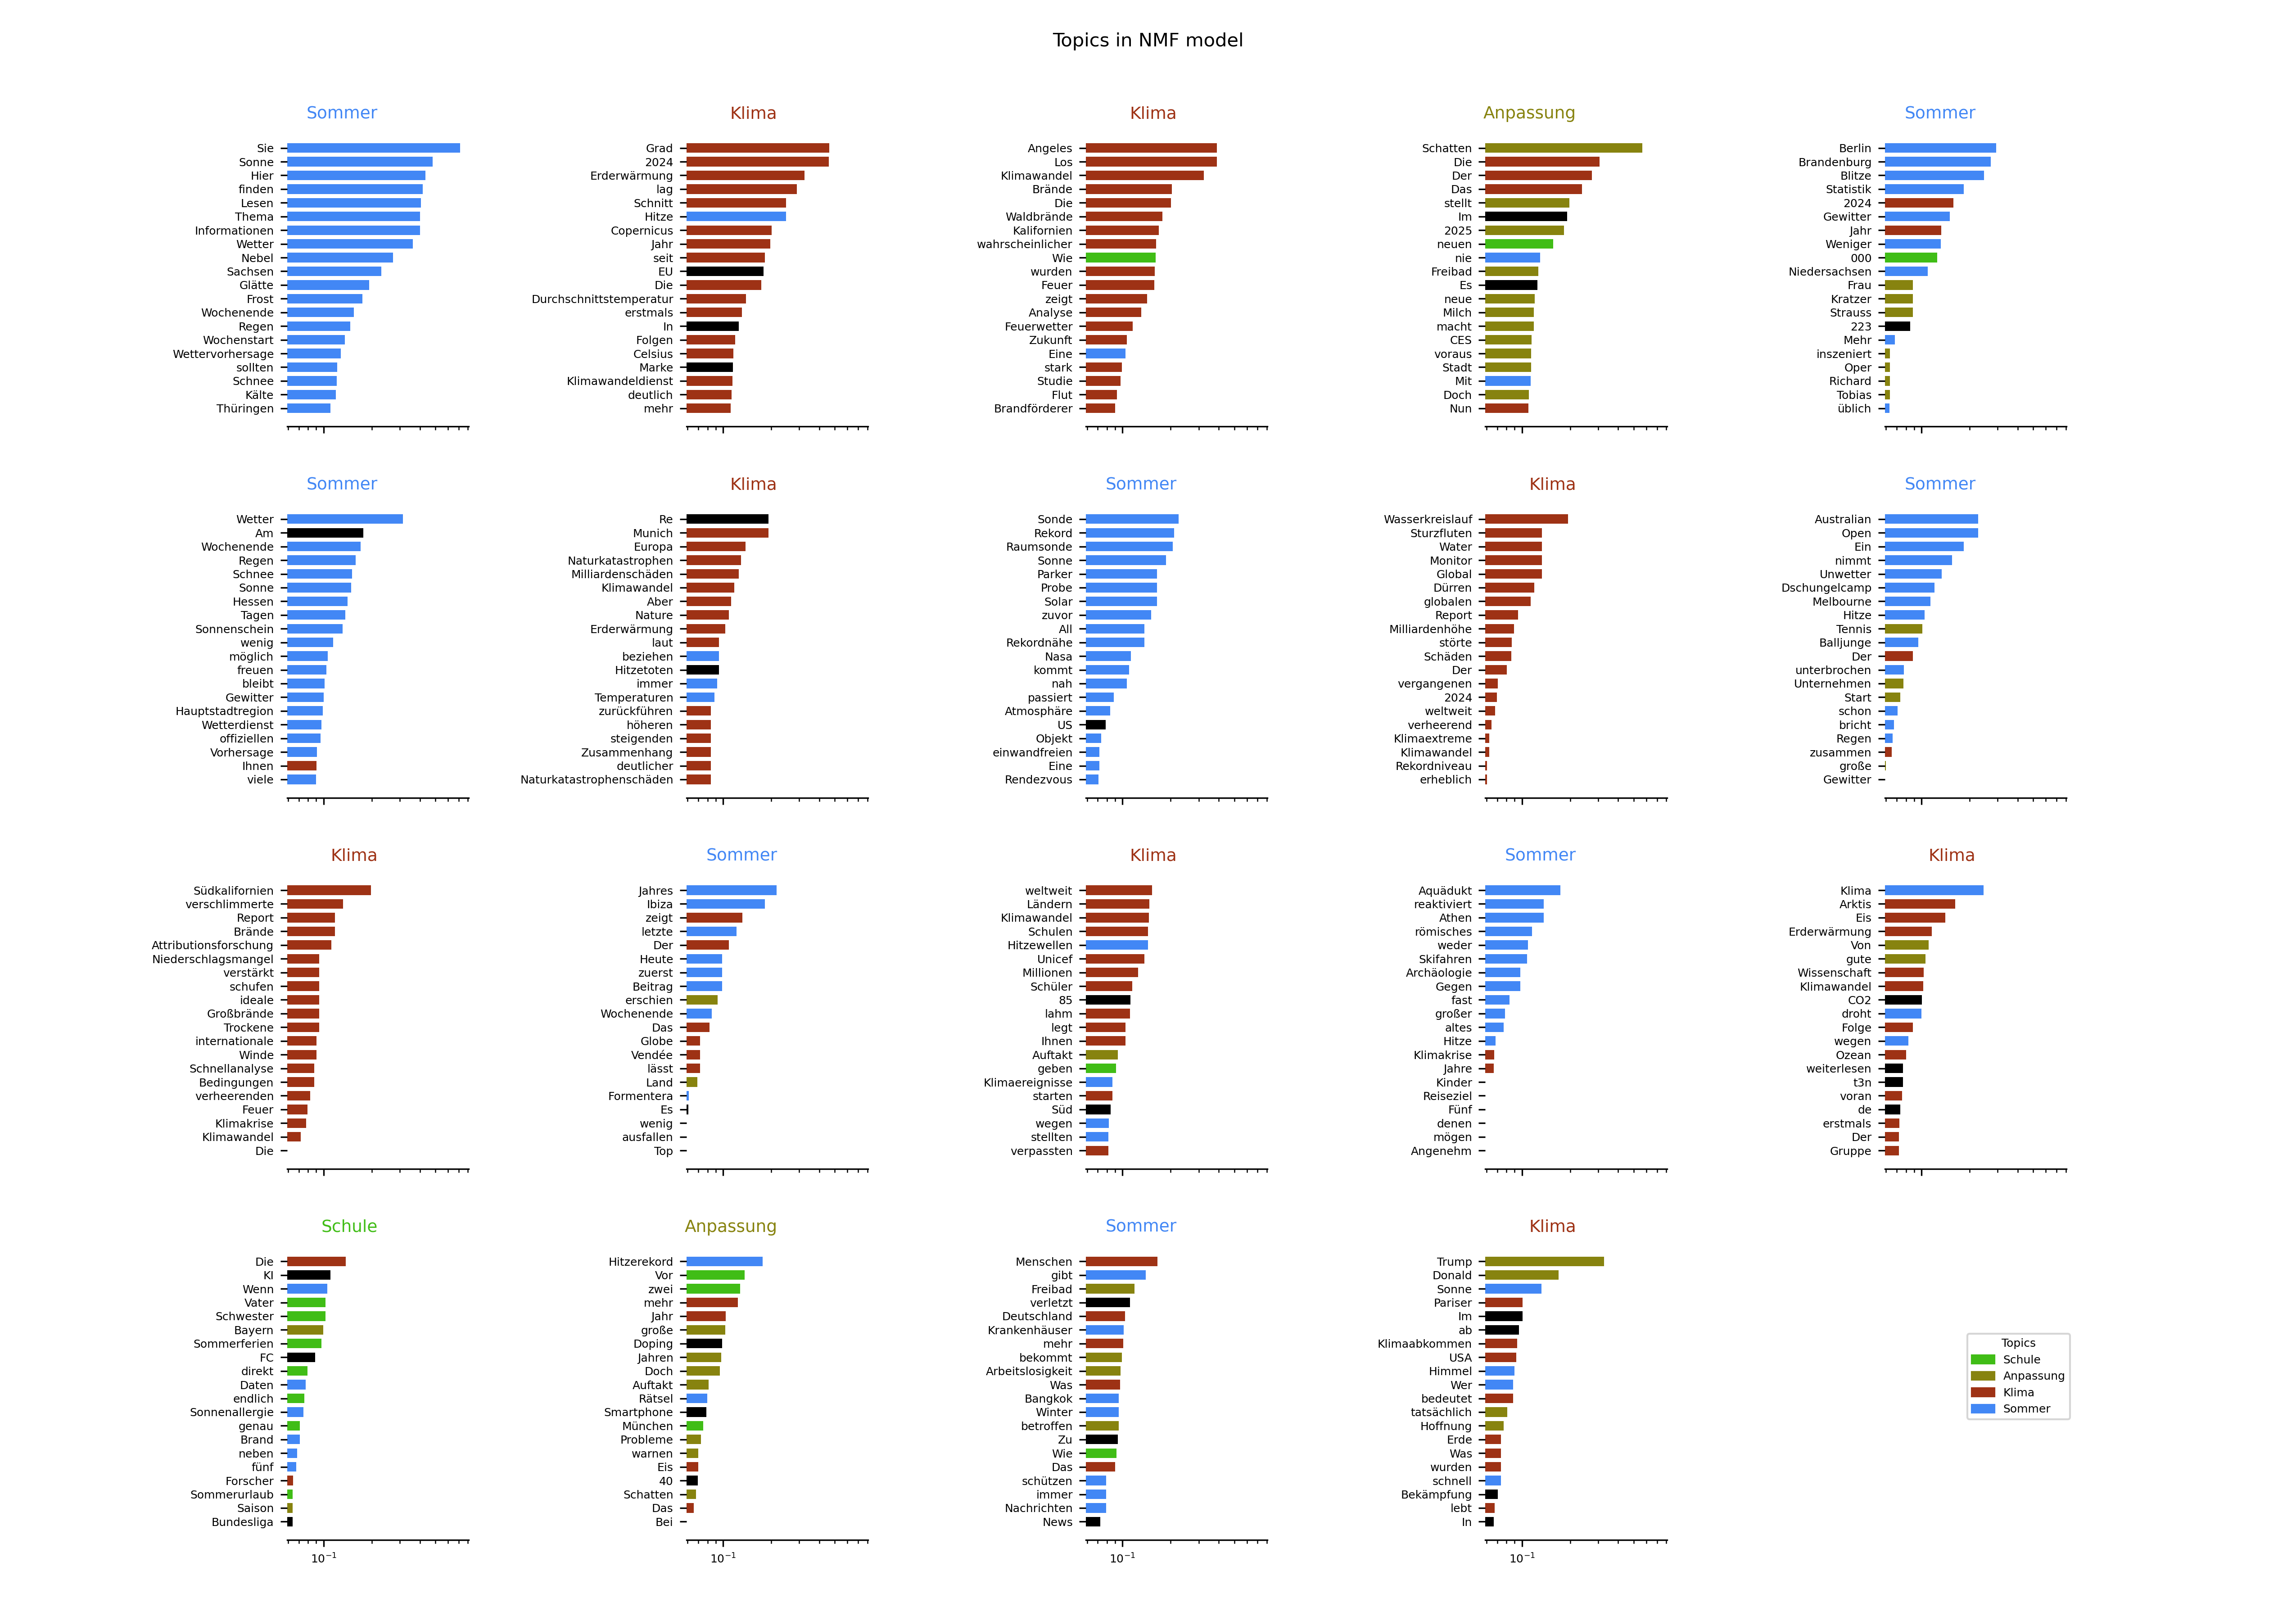 Topics in NMF model
Sommer
Sie
Sonne
Hier
finden
Lesen
Thema
Informationen
Wetter
Nebel
Sachsen
Glätte
Frost
Wochenende
Regen
Wochenstart
Wettervorhersage
sollten
Schnee
Kälte
Thüringen
Klima
Grad
2024
Erderwärmung
lag
Schnitt
Hitze
Copernicus
Jahr
seit
EU
Die
Durchschnittstemperatur
erstmals
In
Folgen
Celsius
Marke
Klimawandeldienst
deutlich
mehr
Klima
Angeles
Los
Klimawandel
Brände
Die
Waldbrände
Kalifornien
wahrscheinlicher
Wie
wurden
Feuer
zeigt
Analyse
Feuerwetter
Zukunft
Eine
stark
Studie
Flut
Brandförderer
Anpassung
Schatten
Die
Der
Das
stellt
Im
2025
neuen
nie
Freibad
Es
neue
Milch
macht
CES
voraus
Stadt
Mit
Doch
Nun
Sommer
Berlin
Brandenburg
Blitze
Statistik
2024
Gewitter
Jahr
Weniger
000
Niedersachsen
Frau
Kratzer
Strauss
223
Mehr
inszeniert
Oper
Richard
Tobias
üblich
Sommer
Wetter
Am
Wochenende
Regen
Schnee
Sonne
Hessen
Tagen
Sonnenschein
wenig
möglich
freuen
bleibt
Gewitter
Hauptstadtregion
Wetterdienst
offiziellen
Vorhersage
Ihnen
viele
Klima
Re
Munich
Europa
Naturkatastrophen
Milliardenschäden
Klimawandel
Aber
Nature
Erderwärmung
laut
beziehen
Hitzetoten
immer
Temperaturen
zurückführen
höheren
steigenden
Zusammenhang
deutlicher
Naturkatastrophenschäden
Sommer
Sonde
Rekord
Raumsonde
Sonne
Parker
Probe
Solar
zuvor
All
Rekordnähe
Nasa
kommt
nah
passiert
Atmosphäre
US
Objekt
einwandfreien
Eine
Rendezvous
Klima
Wasserkreislauf
Sturzfluten
Water
Monitor
Global
Dürren
globalen
Report
Milliardenhöhe
störte
Schäden
Der
vergangenen
2024
weltweit
verheerend
Klimaextreme
Klimawandel
Rekordniveau
erheblich
Sommer
Australian
Open
Ein
nimmt
Unwetter
Dschungelcamp
Melbourne
Hitze
Tennis
Balljunge
Der
unterbrochen
Unternehmen
Start
schon
bricht
Regen
zusammen
große
Gewitter
Klima
Südkalifornien
verschlimmerte
Report
Brände
Attributionsforschung
Niederschlagsmangel
verstärkt
schufen
ideale
Großbrände
Trockene
internationale
Winde
Schnellanalyse
Bedingungen
verheerenden
Feuer
Klimakrise
Klimawandel
Die
Sommer
Jahres
Ibiza
zeigt
letzte
Der
Heute
zuerst
Beitrag
erschien
Wochenende
Das
Globe
Vendée
lässt
Land
Formentera
Es
wenig
ausfallen
Top
Klima
weltweit
Ländern
Klimawandel
Schulen
Hitzewellen
Unicef
Millionen
Schüler
85
lahm
legt
Ihnen
Auftakt
geben
Klimaereignisse
starten
Süd
wegen
stellten
verpassten
Sommer
Aquädukt
reaktiviert
Athen
römisches
weder
Skifahren
Archäologie
Gegen
fast
großer
altes
Hitze
Klimakrise
Jahre
Kinder
Reiseziel
Fünf
denen
mögen
Angenehm
Klima
Klima
Arktis
Eis
Erderwärmung
Von
gute
Wissenschaft
Klimawandel
CO2
droht
Folge
wegen
Ozean
weiterlesen
t3n
voran
de
erstmals
Der
Gruppe
Schule
Die
KI
Wenn
Vater
Schwester
Bayern
Sommerferien
FC
direkt
Daten
endlich
Sonnenallergie
genau
Brand
neben
fünf
Forscher
Sommerurlaub
Saison
Bundesliga
10⁻¹
Anpassung
Hitzerekord
Vor
zwei
mehr
Jahr
große
Doping
Jahren
Doch
Auftakt
Rätsel
Smartphone
München
Probleme
warnen
Eis
40
Schatten
Das
Bei
10⁻¹
Sommer
Menschen
gibt
Freibad
verletzt
Deutschland
Krankenhäuser
mehr
bekommt
Arbeitslosigkeit
Was
Bangkok
Winter
betroffen
Zu
Wie
Das
schützen
immer
Nachrichten
News
10⁻¹
Klima
Trump
Donald
Sonne
Pariser
Im
ab
Klimaabkommen
USA
Himmel
Wer
bedeutet
tatsächlich
Hoffnung
Erde
Was
wurden
schnell
Bekämpfung
lebt
In
10⁻¹
Topics
Schule
Anpassung
Klima
Sommer